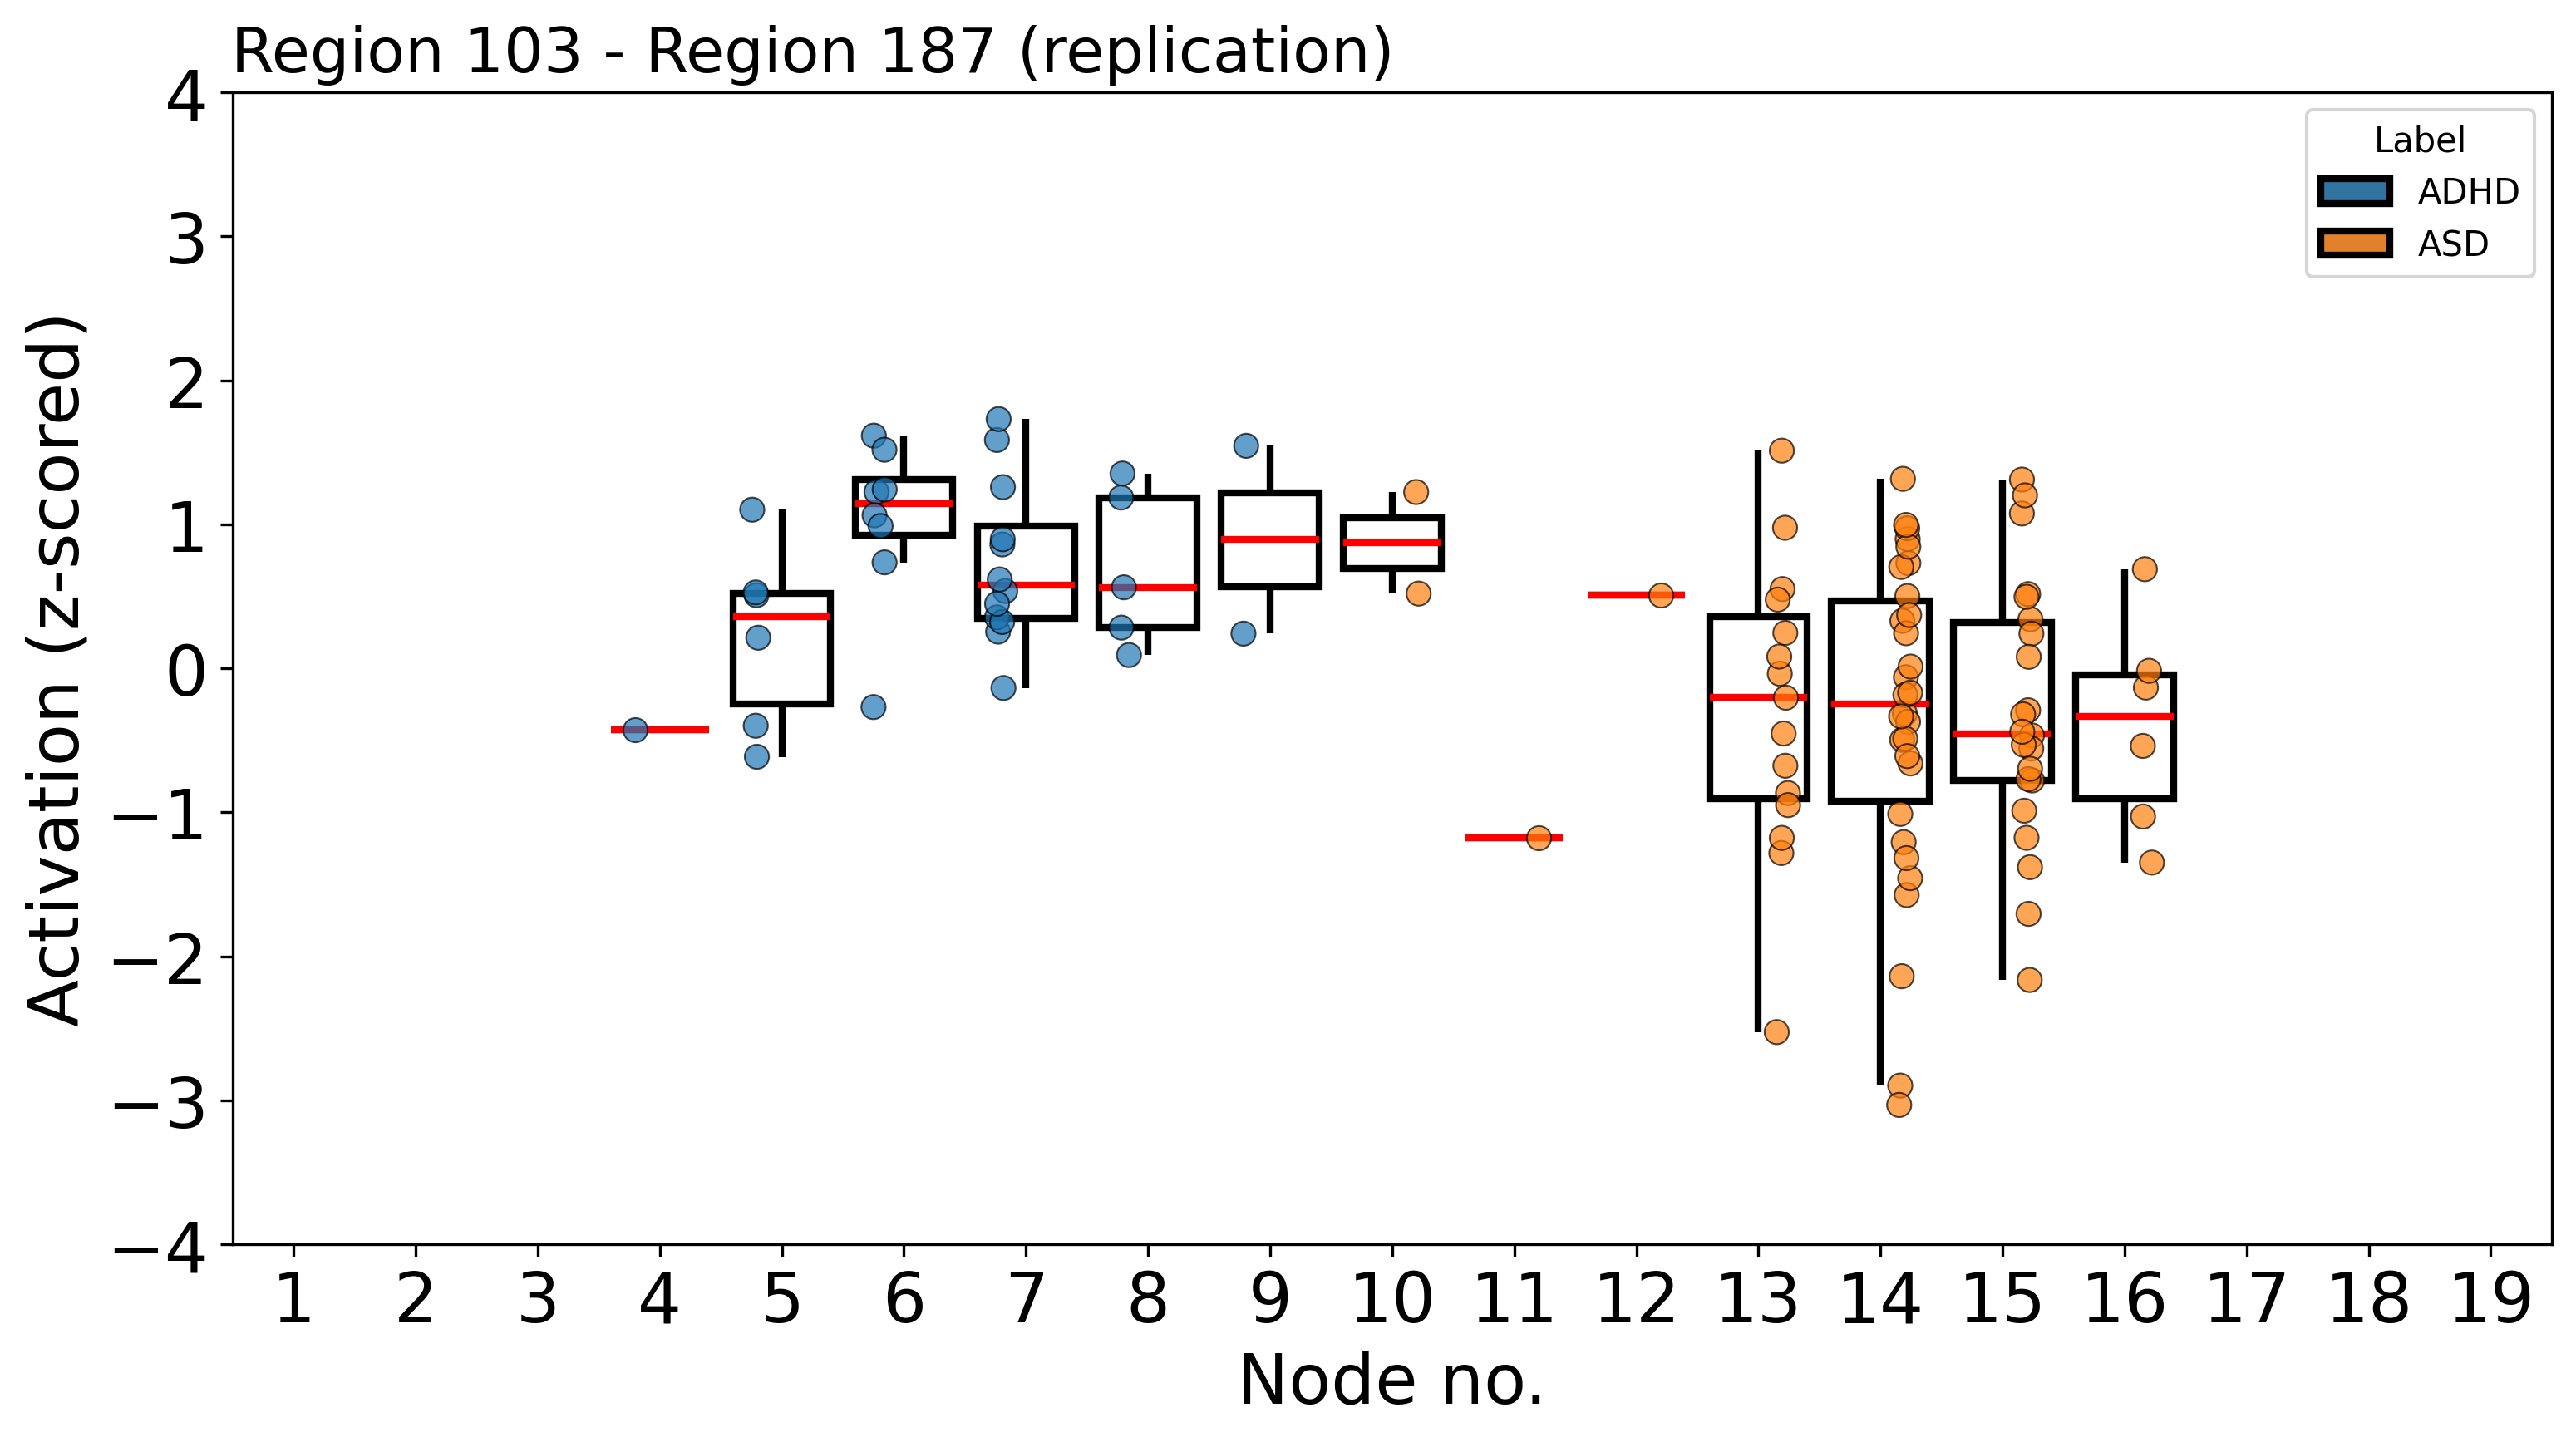 Region 103 - Region 187 (replication)
4
3
2
1
0
−1
−2
−3
−4
Activation (z-scored)
Label
ADHD
ASD
1 2 3 4 5 6 7 8 9 10 11 12 13 14 15 16 17 18 19
Node no.